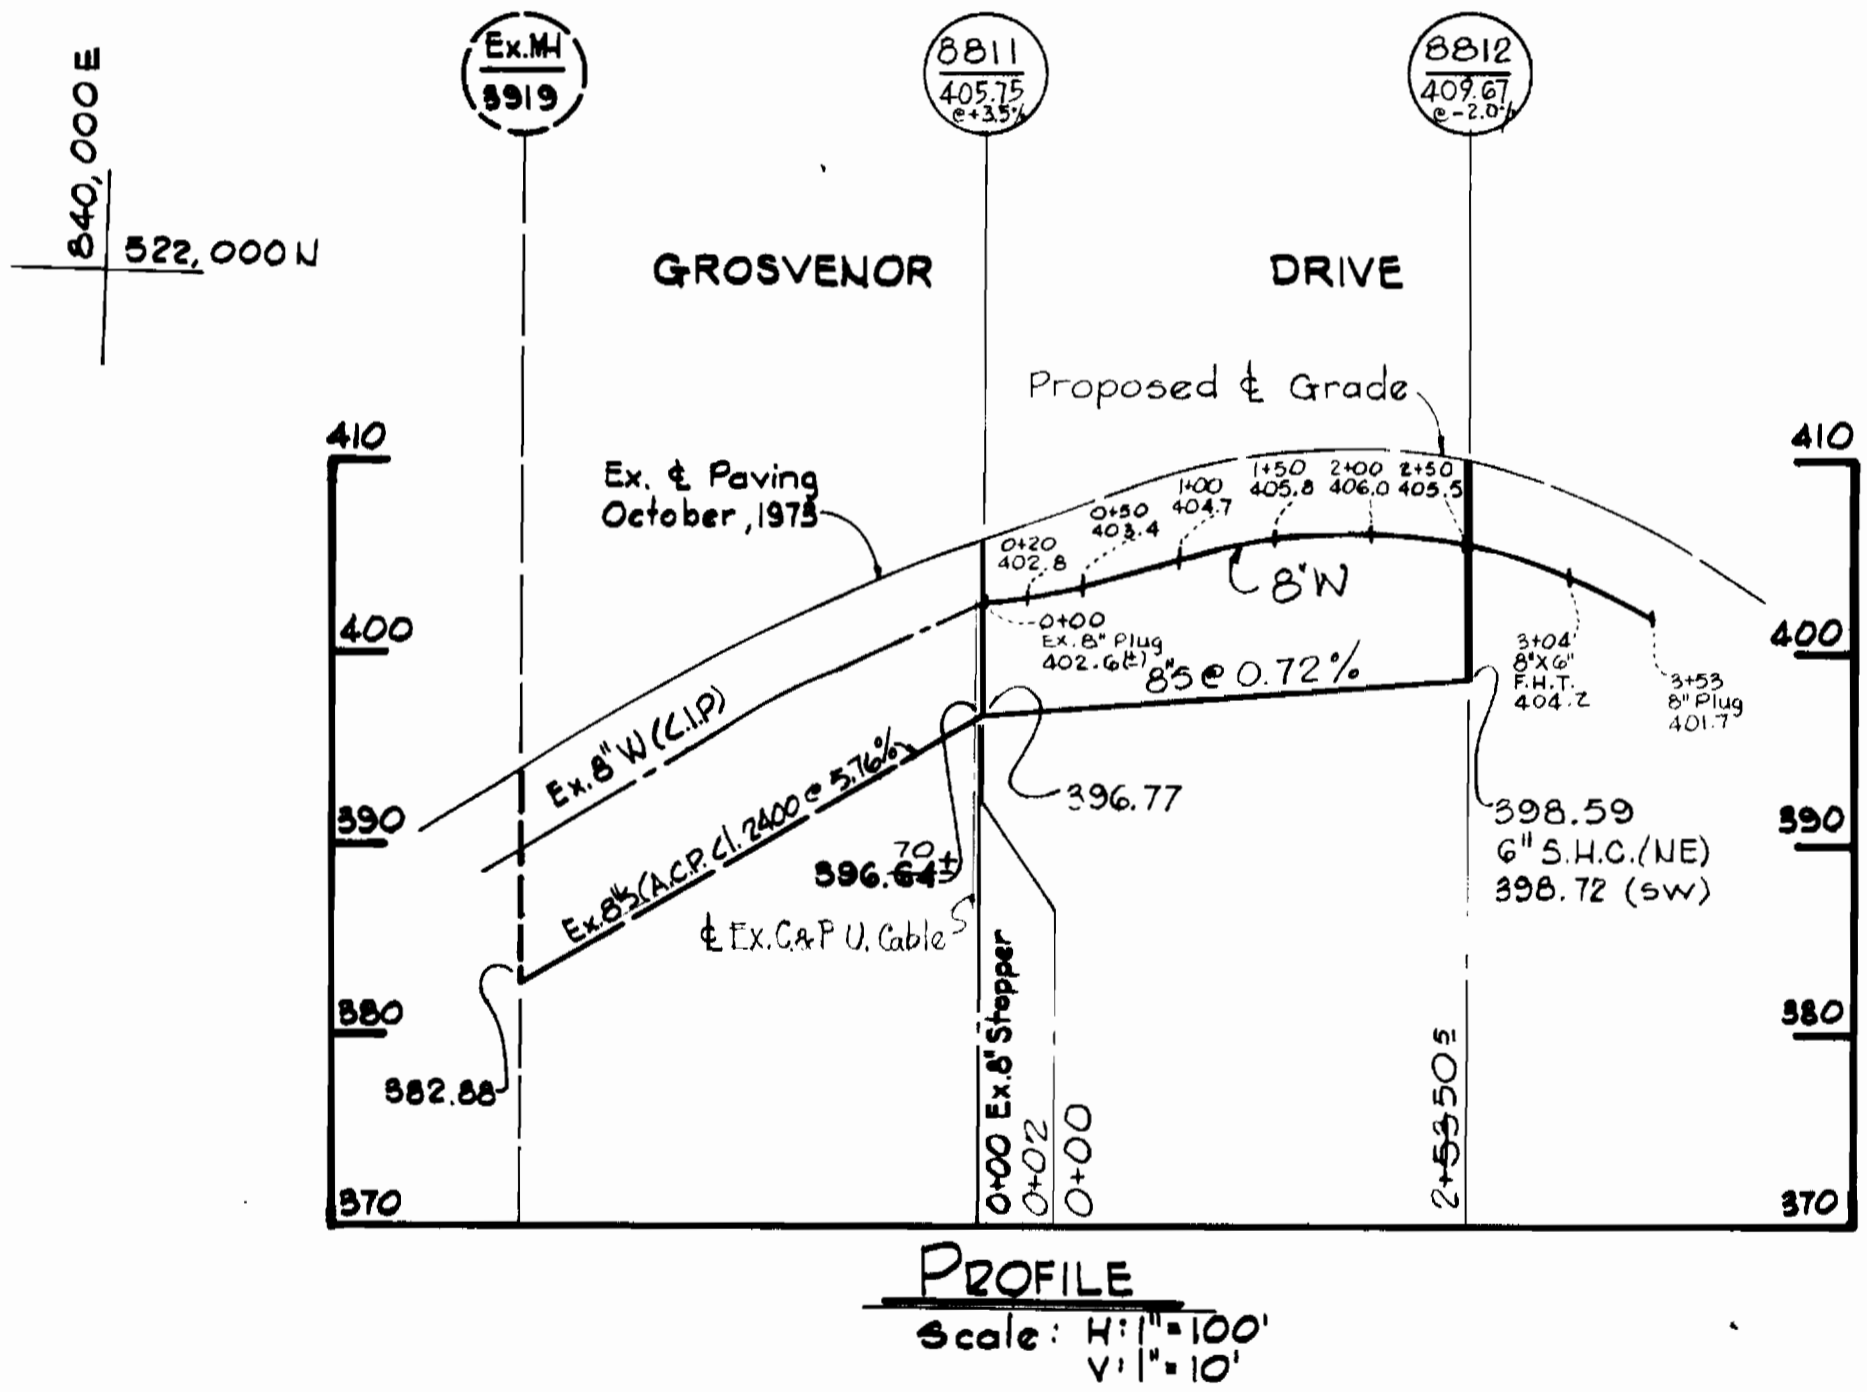 840,000E
522,000 N
Ex.MH
3919
8811
405.75
@+3.5%
8812
409.67
@-2.0%
GROSVENOR DRIVE
Proposed ℄ Grade
410
410
Ex. ℄ Paving
October, 1973
0+20
402.8
0+50
403.4
1+00
404.7
1+50
405.8
2+00
406.0
2+50
405.5
8"W
400
400
0+00
Ex. 8" Plug
402.6(±)
8"S @ 0.72%
3+04
8"X6"
F.H.T.
404.2
3+53
8" Plug
401.7
Ex. 8" W (C.I.P)
Ex. 8"S (A.C.P. Cl. 2400 @ 5.76%)
396.77
390
390
70
396.64±
398.59
6" S.H.C. (NE)
398.72 (SW)
℄ Ex. C.&P U. Cable
380
380
382.88
0+00 Ex. 8" Stopper
0+02
0+00
370
370
PROFILE
Scale: H: 1" = 100'
V: 1" = 10'